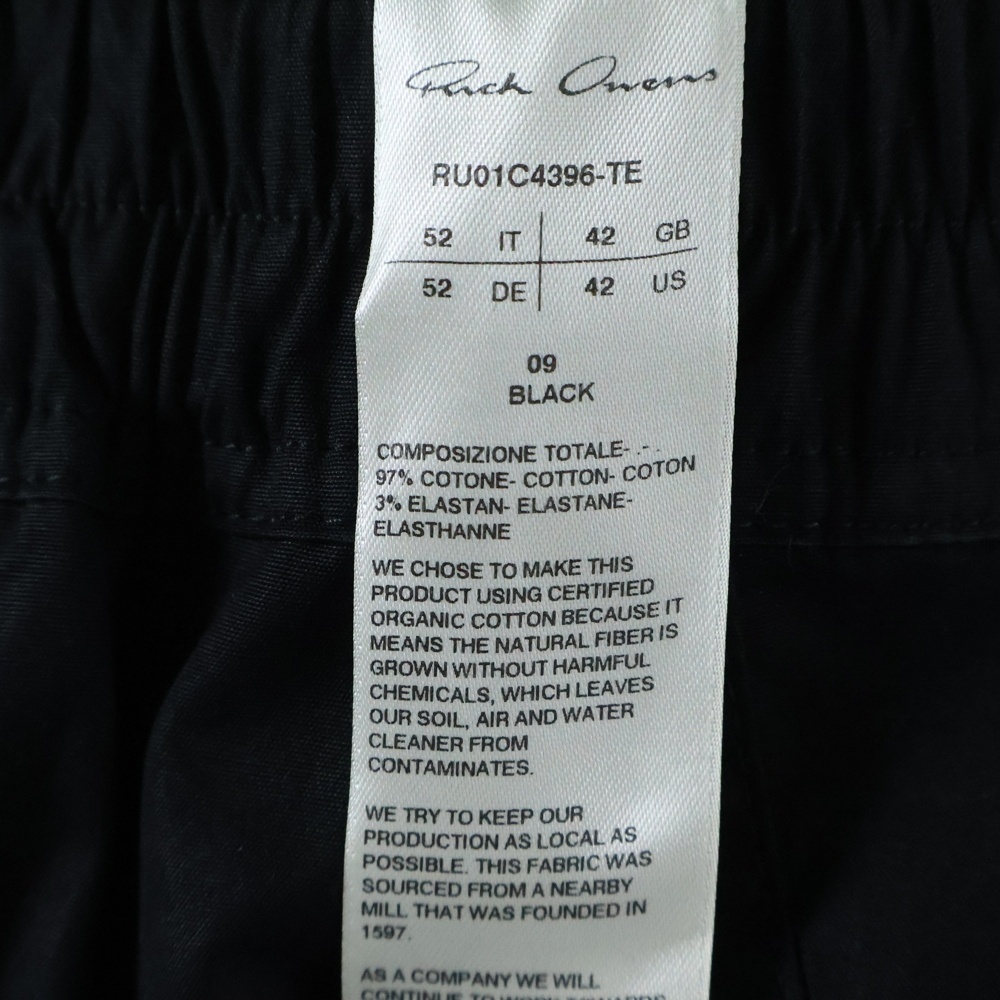 Rick Owens
RU01C4396-TE
52 IT 42 GB
52 DE 42 US
09
BLACK
COMPOSIZIONE TOTALE- .-.
97% COTONE- COTTON- COTON
3% ELASTAN- ELASTANE-
ELASTHANNE
WE CHOSE TO MAKE THIS
PRODUCT USING CERTIFIED
ORGANIC COTTON BECAUSE IT
MEANS THE NATURAL FIBER IS
GROWN WITHOUT HARMFUL
CHEMICALS, WHICH LEAVES
OUR SOIL, AIR AND WATER
CLEANER FROM
CONTAMINATES.
WE TRY TO KEEP OUR
PRODUCTION AS LOCAL AS
POSSIBLE. THIS FABRIC WAS
SOURCED FROM A NEARBY
MILL THAT WAS FOUNDED IN
1597.
AS A COMPANY WE WILL
CONTINUE TO WORK TOWARDS